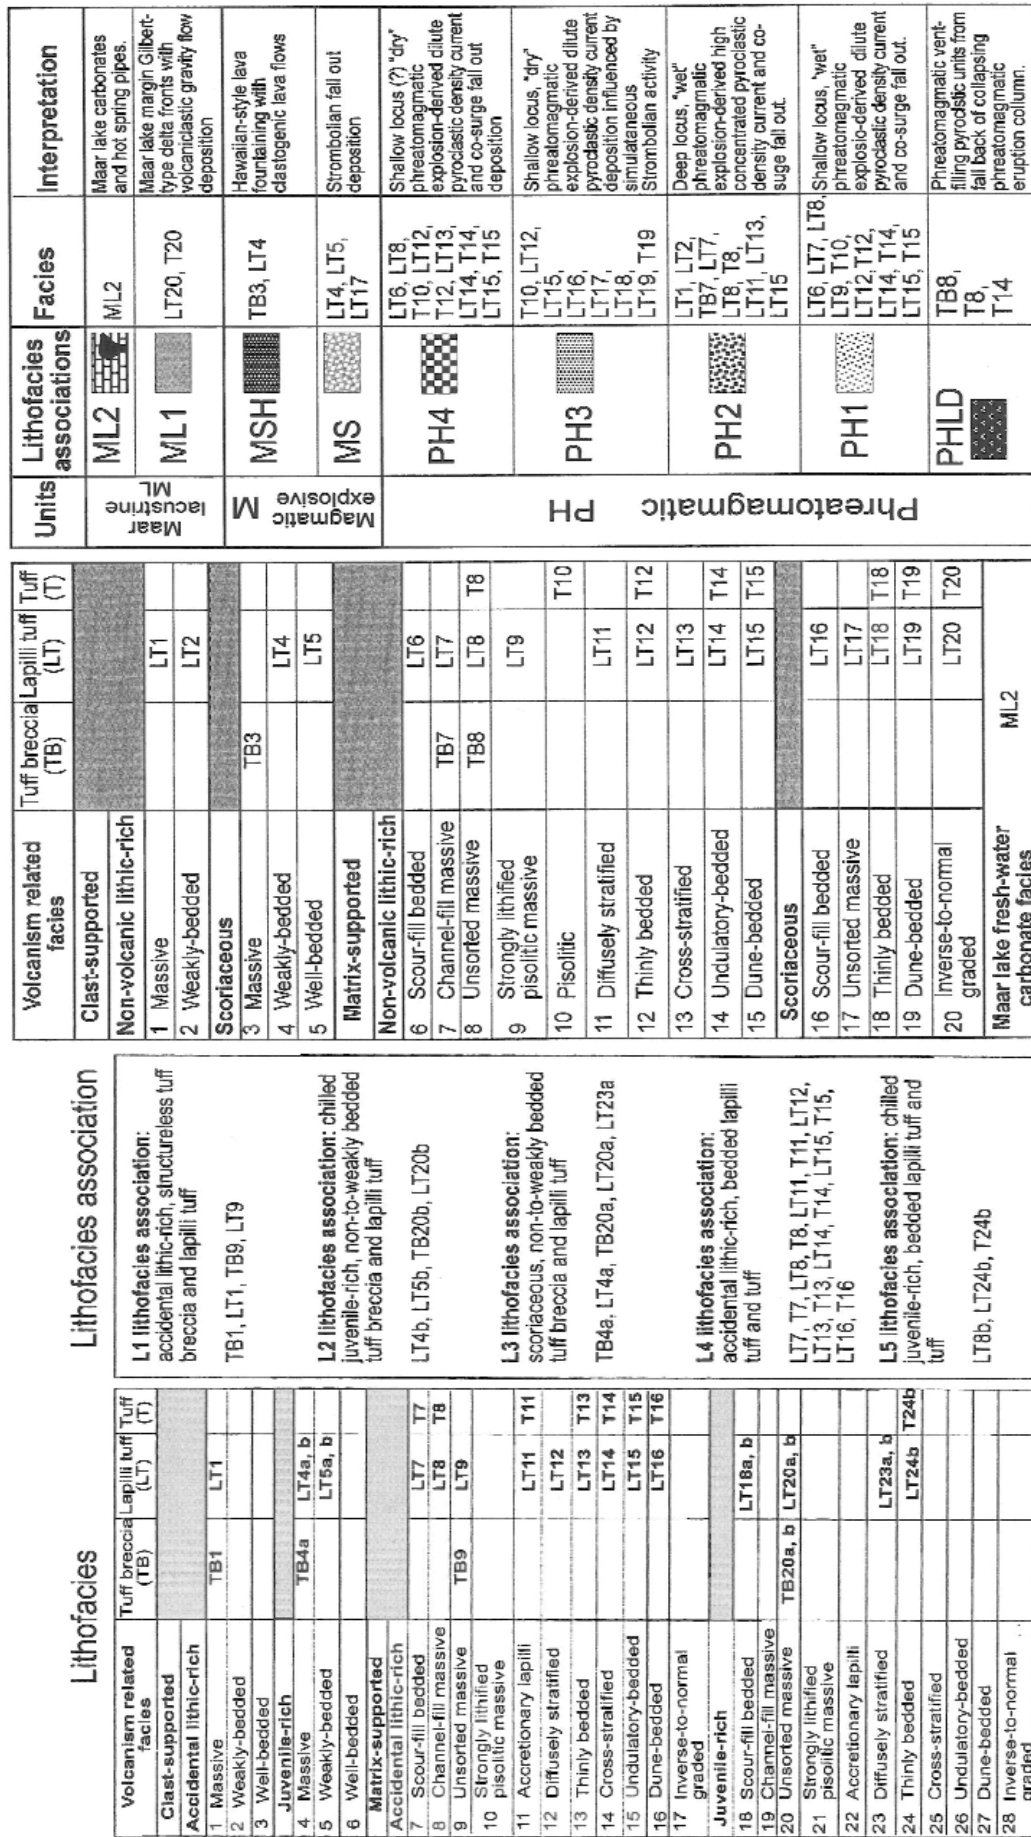 Lithofacies
Volcanism related facies | Tuff breccia (TB) | Lapilli tuff (LT) | Tuff (T)
Clast-supported
Accidental lithic-rich
1 Massive | TB1 | LT1
2 Weakly-bedded
3 Well-bedded
Juvenile-rich
4 Massive | TB4a | LT4a, b
5 Weakly-bedded | LT5a, b
6 Well-bedded
Matrix-supported
Accidental lithic-rich
7 Scour-fill bedded | LT7 | T7
8 Channel-fill massive | LT8 | T8
9 Unsorted massive | TB9 | LT9
10 Strongly lithified pisolitic massive
11 Accretionary lapilli | LT11 | T11
12 Diffusely stratified | LT12
13 Thinly bedded | LT13 | T13
14 Cross-stratified | LT14 | T14
15 Undulatory-bedded | LT15 | T15
16 Dune-bedded | LT16 | T16
17 Inverse-to-normal graded
Juvenile-rich
18 Scour-fill bedded | LT18a, b
19 Channel-fill massive
20 Unsorted massive | TB20a, b | LT20a, b
21 Strongly lithified pisolitic massive
22 Accretionary lapilli
23 Diffusely stratified | LT23a, b
24 Thinly bedded | LT24b | T24b
25 Cross-stratified
26 Undulatory-bedded
27 Dune-bedded
28 Inverse-to-normal graded
Lithofacies association
L1 lithofacies association:
accidental lithic-rich, structureless tuff
breccia and lapilli tuff
TB1, LT1, TB9, LT9
L2 lithofacies association: chilled
juvenile-rich, non-to-weakly bedded
tuff breccia and lapilli tuff
LT4b, LT5b, TB20b, LT20b
L3 lithofacies association:
scoriaceous, non-to-weakly bedded
tuff breccia and lapilli tuff
TB4a, LT4a, TB20a, LT20a, LT23a
L4 lithofacies association:
accidental lithic-rich, bedded lapilli
tuff and tuff
LT7, T7, LT8, T8, LT11, T11, LT12,
LT13, T13, LT14, T14, LT15, T15,
LT16, T16
L5 lithofacies association: chilled
juvenile-rich, bedded lapilli tuff and
tuff
LT8b, LT24b, T24b
Volcanism related facies | Tuff breccia (TB) | Lapilli tuff (LT) | Tuff (T)
Clast-supported
Non-volcanic lithic-rich
1 Massive | LT1
2 Weakly-bedded | LT2
Scoriaceous
3 Massive | TB3
4 Weakly-bedded | LT4
5 Well-bedded | LT5
Matrix-supported
Non-volcanic lithic-rich
6 Scour-fill bedded | LT6
7 Channel-fill massive | TB7 | LT7
8 Unsorted massive | TB8 | LT8 | T8
9 Strongly lithified pisolitic massive | LT9
10 Pisolitic | T10
11 Diffusely stratified | LT11
12 Thinly bedded | LT12 | T12
13 Cross-stratified | LT13
14 Undulatory-bedded | LT14 | T14
15 Dune-bedded | LT15 | T15
Scoriaceous
16 Scour-fill bedded | LT16
17 Unsorted massive | LT17
18 Thinly bedded | LT18 | T18
19 Dune-bedded | LT19 | T19
20 Inverse-to-normal graded | LT20 | T20
Maar lake fresh-water carbonate facies | ML2
Units | Lithofacies associations | Facies | Interpretation
Maar lacustrine ML
ML2 | ML2 | Maar lake carbonates and hot spring pipes.
ML1 | LT20, T20 | Maar lake margin Gilbert-type delta fronts with volcaniclastic gravity flow deposition
Magmatic explosive M
MSH | TB3, LT4 | Hawaiian-style lava fountaining with clastogenic lava flows
MS | LT4, LT5, LT17 | Strombolian fall out deposition
Phreatomagmatic PH
PH4 | LT6, LT8, T10, LT12, T12, LT13, LT14, T14, LT15, T15 | Shallow locus (?) "dry" phreatomagmatic explosion-derived dilute pyroclastic density current and co-surge fall out deposition
PH3 | T10, LT12, LT15, LT16, LT17, LT18, LT19, T19 | Shallow locus, "dry" phreatomagmatic explosion-derived dilute pyroclastic density current deposition influenced by simulataneous Strombolian activity
PH2 | LT1, LT2, TB7, LT7, LT8, T8, LT11, LT13, LT15 | Deep locus, "wet" phreatomagmatic explosion-derived high concentrated pyroclastic density current and co-suge fall out.
PH1 | LT6, LT7, LT8, LT9, T10, LT12, T12, LT14, T14, LT15, T15 | Shallow locus, "wet" phreatomagmatic explosio-derived dilute pyroclastic density current and co-surge fall out.
PHLD | TB8, T8, T14 | Phreatomagmatic vent-filling pyroclastic units from fall back of collapsing phreatomagmatic eruption column.